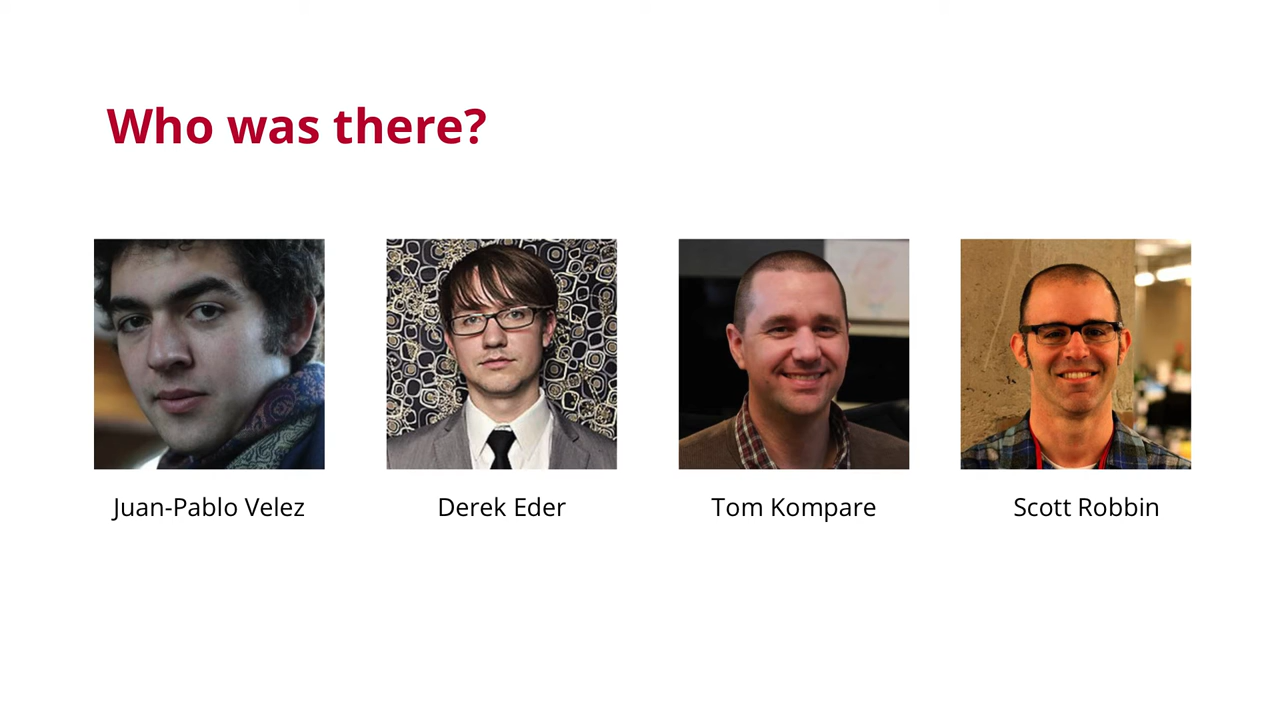 Who was there?
Juan-Pablo Velez
Derek Eder
Tom Kompare
Scott Robbin